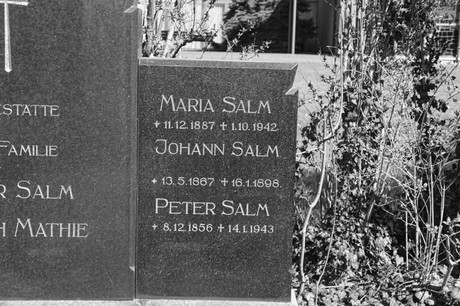 ESTATTE
FAMILIE
R SALM
H MATHIE
MARIA SALM
* 11.12.1887 † 1.10.1942
JOHANN SALM
* 13.5.1867 † 16.1.1898.
PETER SALM
* 8.12.1856 † 14.1.1943